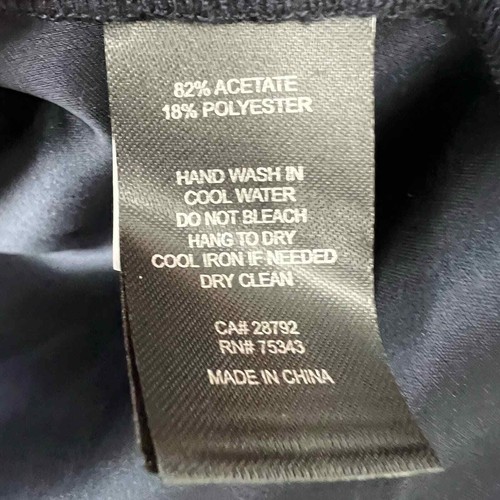 82% ACETATE
18% POLYESTER
HAND WASH IN
COOL WATER
DO NOT BLEACH
HANG TO DRY
COOL IRON IF NEEDED
DRY CLEAN
CA# 28792
RN# 75343
MADE IN CHINA